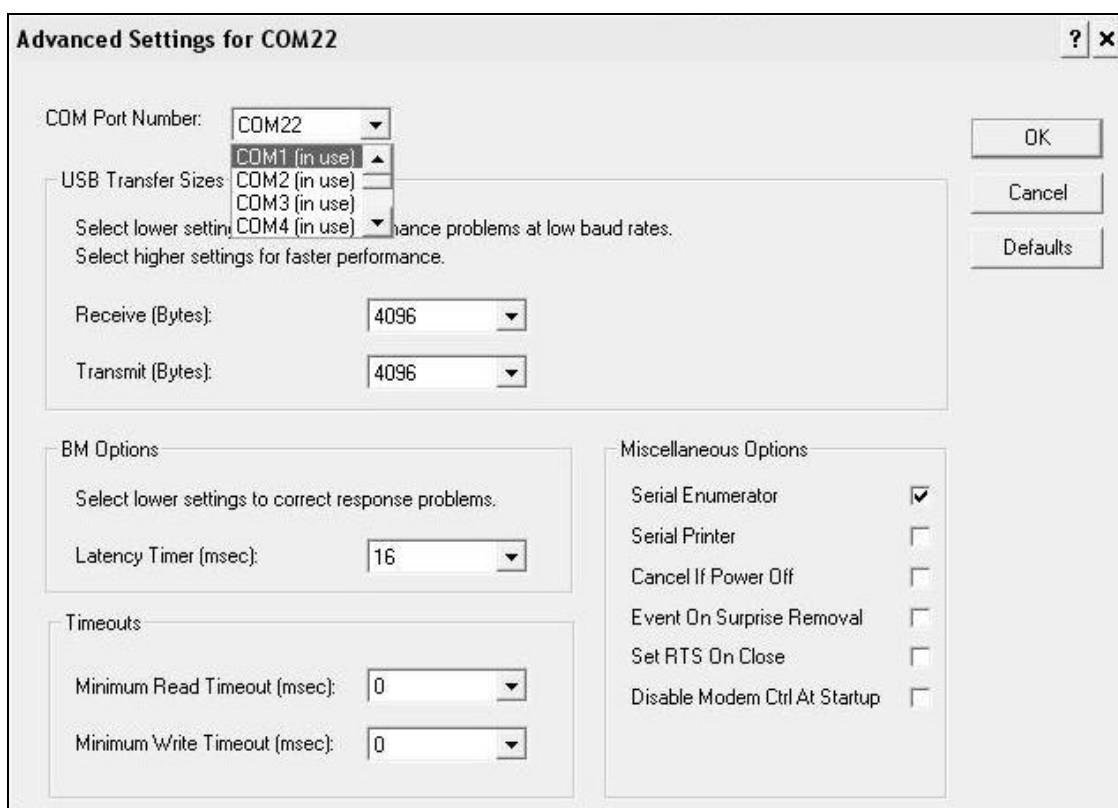 Advanced Settings for COM22
? ×
COM Port Number: COM22
COM1 (in use)
COM2 (in use)
COM3 (in use)
COM4 (in use)
OK
Cancel
Defaults
USB Transfer Sizes
Select lower settin mance problems at low baud rates.
Select higher settings for faster performance.
Receive (Bytes): 4096
Transmit (Bytes): 4096
BM Options
Select lower settings to correct response problems.
Latency Timer (msec): 16
Timeouts
Minimum Read Timeout (msec): 0
Minimum Write Timeout (msec): 0
Miscellaneous Options
Serial Enumerator
Serial Printer
Cancel If Power Off
Event On Surprise Removal
Set RTS On Close
Disable Modem Ctrl At Startup